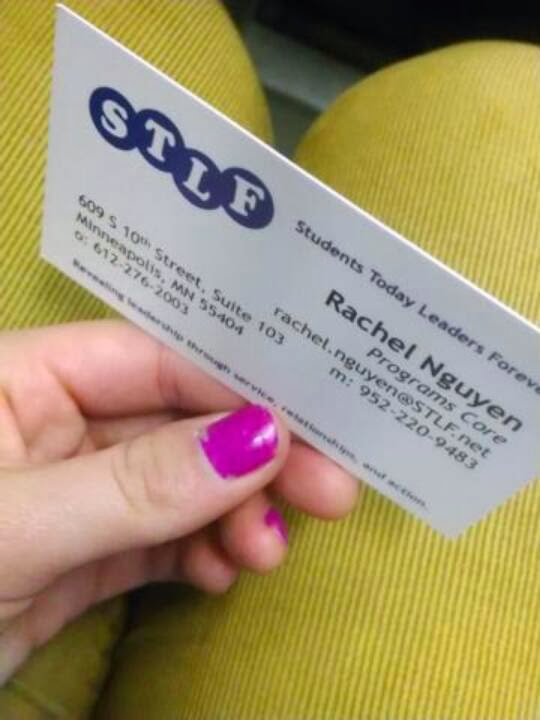 STLF
Students Today Leaders Foreve
Rachel Nguyen
Programs Core
rachel.nguyen@STLF.net
m: 952-220-9483
609 S 10th Street, Suite 103
Minneapolis, MN 55404
o: 612-276-2003
Revealing leadership through service, relationships, and action.